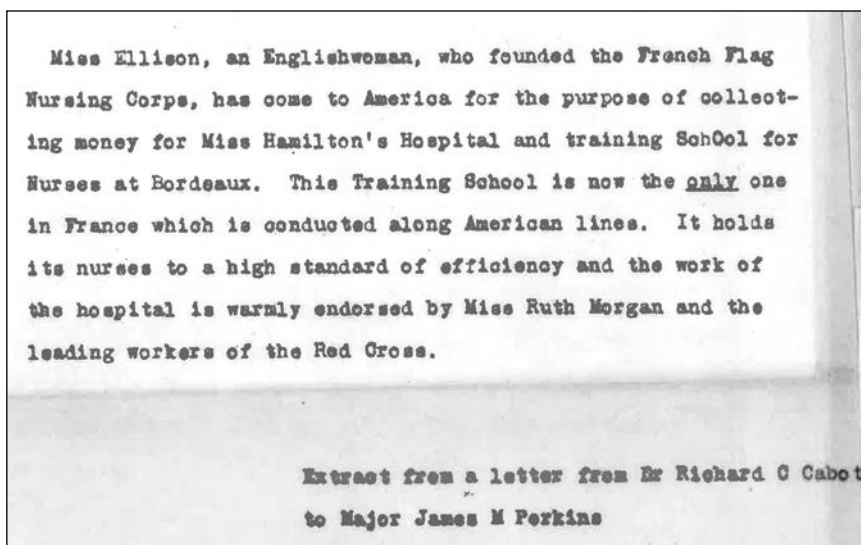 Miss Ellison, an Englishwoman, who founded the French Flag
Nursing Corps, has come to America for the purpose of collect-
ing money for Miss Hamilton's Hospital and training SchOol for
Nurses at Bordeaux. This Training School is now the only one
in France which is conducted along American lines. It holds
its nurses to a high standard of efficiency and the work of
the hospital is warmly endorsed by Miss Ruth Morgan and the
leading workers of the Red Cross.
Extract from a letter from Dr Richard C Cabot
to Major James M Perkins